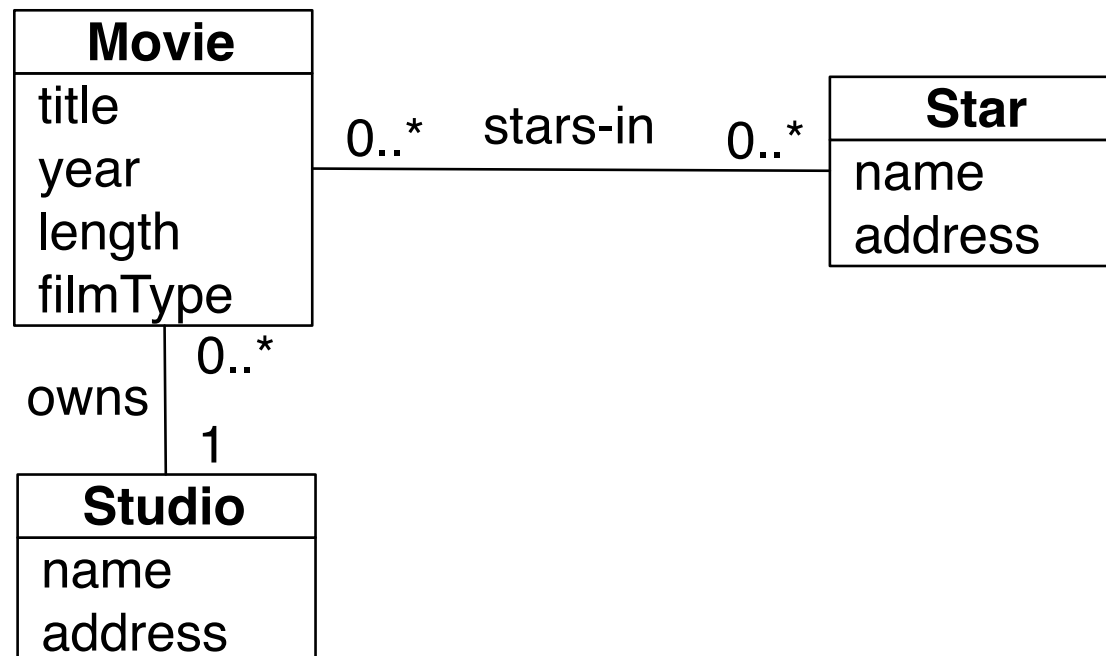 Movie
title
year
length
filmType
0..* stars-in 0..*
Star
name
address
0..*
owns
1
Studio
name
address